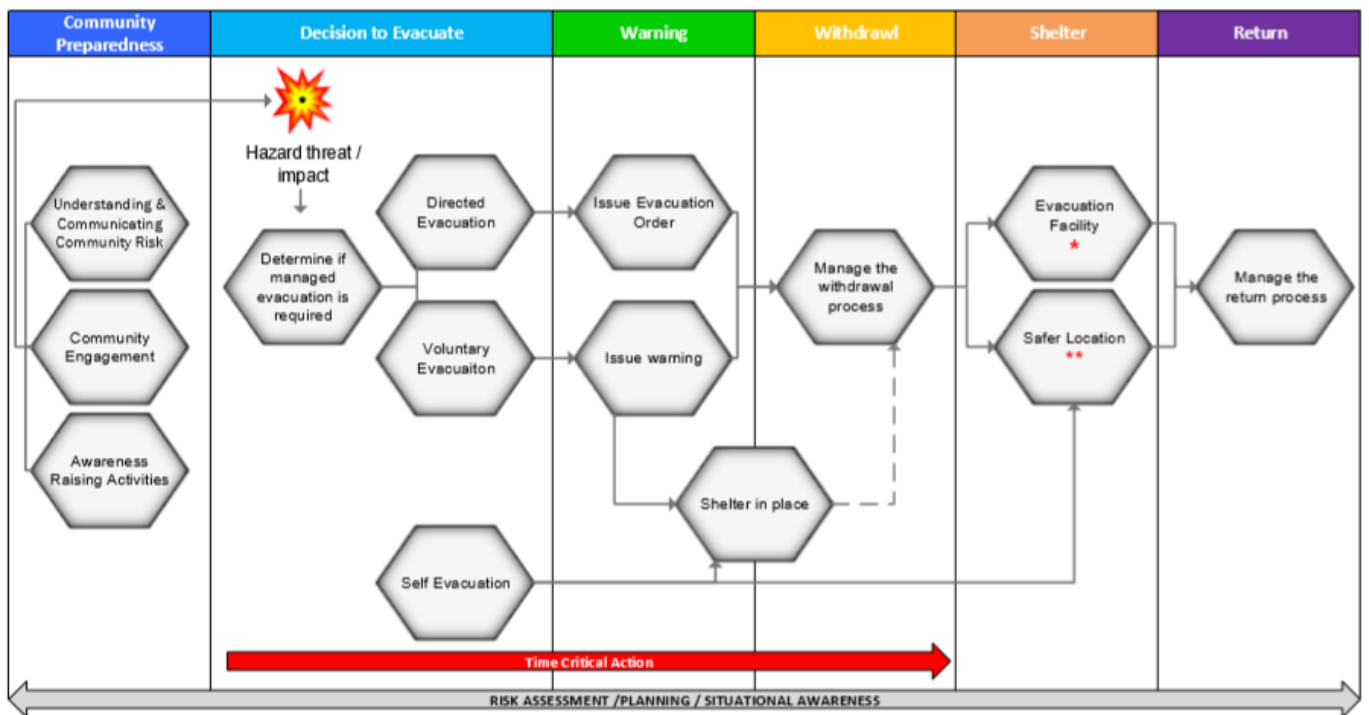 Community
Preparedness
Decision to Evacuate
Warning
Withdrawl
Shelter
Return
Hazard threat /
impact
Understanding &
Communicating
Community Risk
Community
Engagement
Awareness
Raising Activities
Determine if
managed
evacuation is
required
Directed
Evacuation
Voluntary
Evacuaiton
Self Evacuation
Issue Evacuation
Order
Issue warning
Shelter in place
Manage the
withdrawal
process
Evacuation
Facility
*
Safer Location
**
Manage the
return process
Time Critical Action
RISK ASSESSMENT /PLANNING / SITUATIONAL AWARENESS